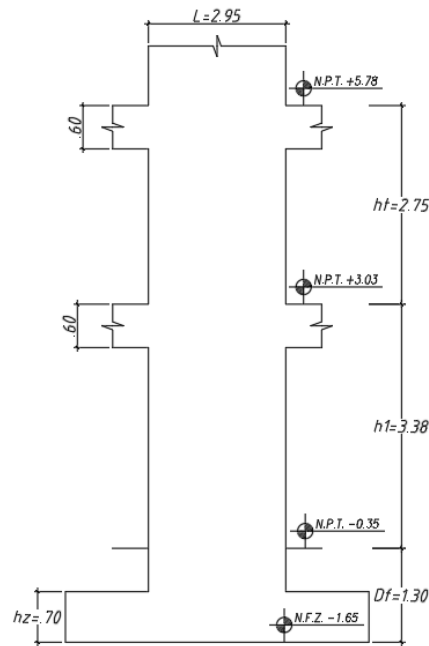 L=2.95
N.P.T. +5.78
.60
ht=2.75
N.P.T. +3.03
.60
h1=3.38
N.P.T. -0.35
Df=1.30
hz=.70
N.F.Z. -1.65